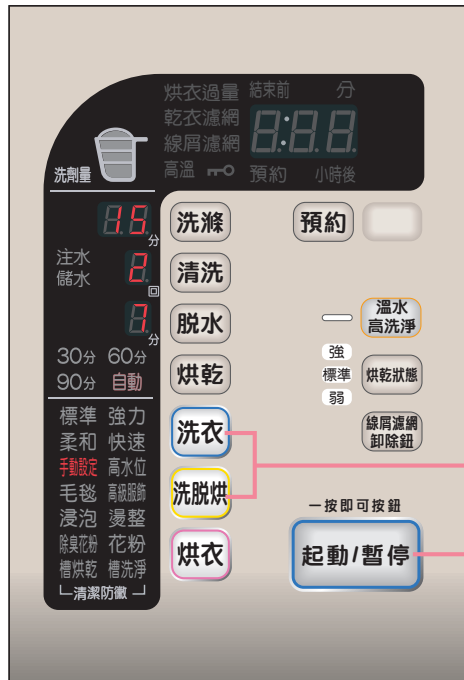 烘衣過量 結束前 分
乾衣濾網 8:88
線屑濾網
高溫 預約 小時後
洗劑量
15 分 洗滌 預約
注水 儲水 2 回 清洗
1 分 脱水 溫水高洗淨
30分 60分
90分 自動 烘乾
強
標準 烘乾狀態
弱
標準 強力
柔和 快速 洗衣
線屑濾網
卸除鈕
手動設定 高水位
毛毯 高級服飾 洗脱烘
浸泡 燙整
一按即可按鈕
除臭花粉 花粉 烘衣 起動/暫停
槽烘乾 槽洗淨
清潔防黴